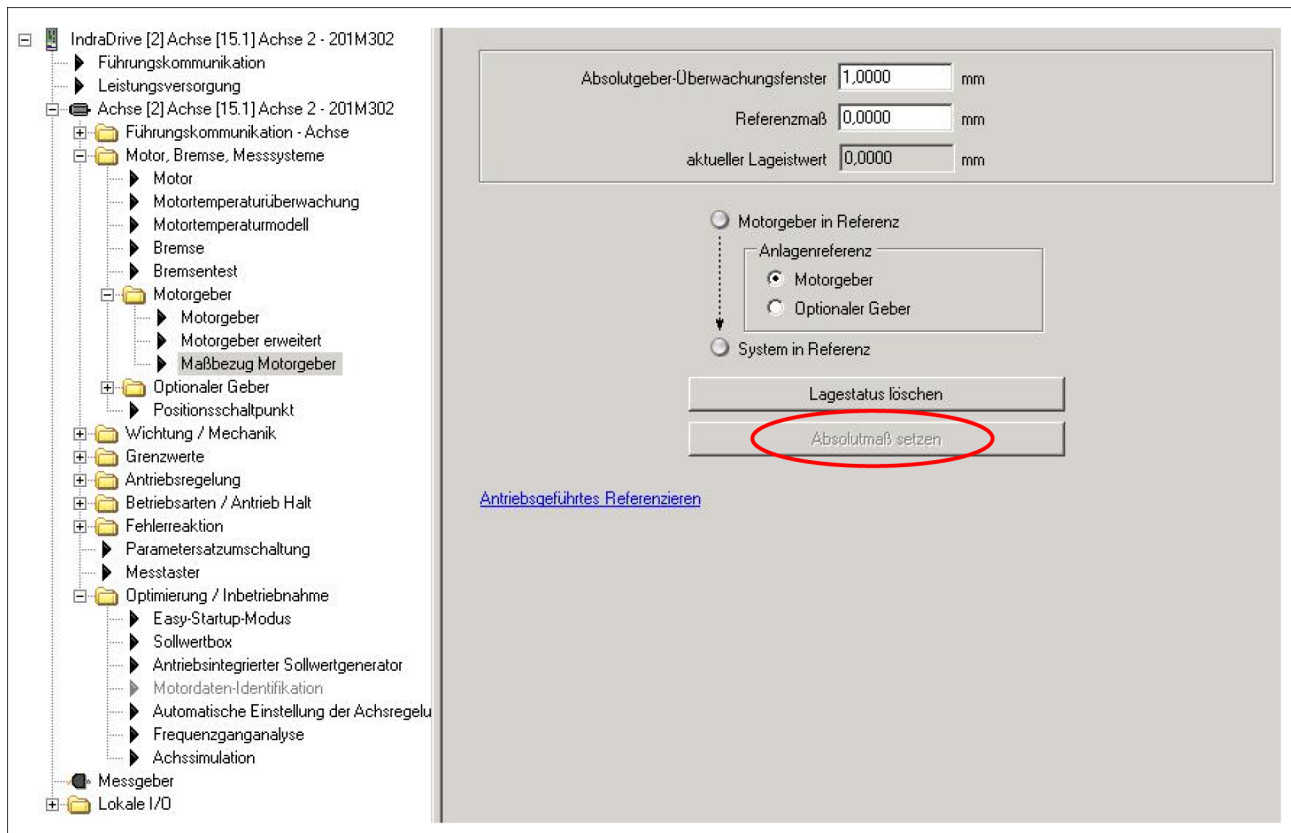 IndraDrive [2] Achse [15.1] Achse 2 - 201M302
Führungskommunikation
Leistungsversorgung
Achse [2] Achse [15.1] Achse 2 - 201M302
Führungskommunikation - Achse
Motor, Bremse, Messsysteme
Motor
Motortemperaturüberwachung
Motortemperaturmodell
Bremse
Bremsentest
Motorgeber
Motorgeber
Motorgeber erweitert
Maßbezug Motorgeber
Optionaler Geber
Positionsschaltpunkt
Wichtung / Mechanik
Grenzwerte
Antriebsregelung
Betriebsarten / Antrieb Halt
Fehlerreaktion
Parametersatzumschaltung
Messtaster
Optimierung / Inbetriebnahme
Easy-Startup-Modus
Sollwertbox
Antriebsintegrierter Sollwertgenerator
Motordaten-Identifikation
Automatische Einstellung der Achsregelu
Frequenzganganalyse
Achssimulation
Messgeber
Lokale I/O
Absolutgeber-Überwachungsfenster 1,0000 mm
Referenzmaß 0,0000 mm
aktueller Lageistwert 0,0000 mm
Motorgeber in Referenz
Anlagenreferenz
Motorgeber
Optionaler Geber
System in Referenz
Lagestatus löschen
Absolutmaß setzen
Antriebsgeführtes Referenzieren